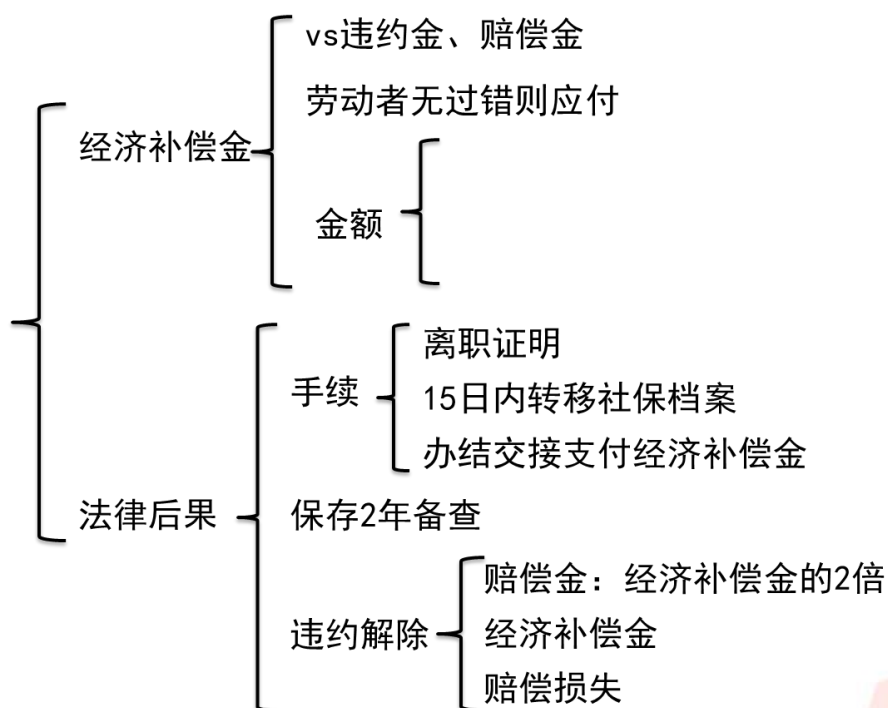 vs违约金、赔偿金
劳动者无过错则应付
经济补偿金
金额
离职证明
手续
15日内转移社保档案
办结交接支付经济补偿金
法律后果
保存2年备查
赔偿金：经济补偿金的2倍
违约解除
经济补偿金
赔偿损失